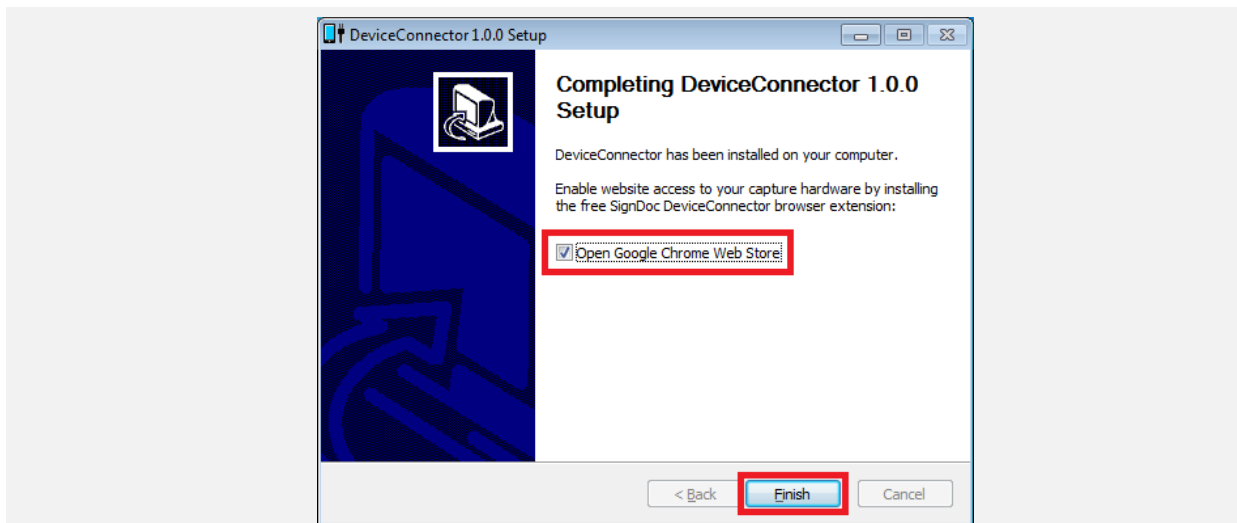 DeviceConnector 1.0.0 Setup
Completing DeviceConnector 1.0.0
Setup
DeviceConnector has been installed on your computer.
Enable website access to your capture hardware by installing
the free SignDoc DeviceConnector browser extension:
Open Google Chrome Web Store
< Back Finish Cancel